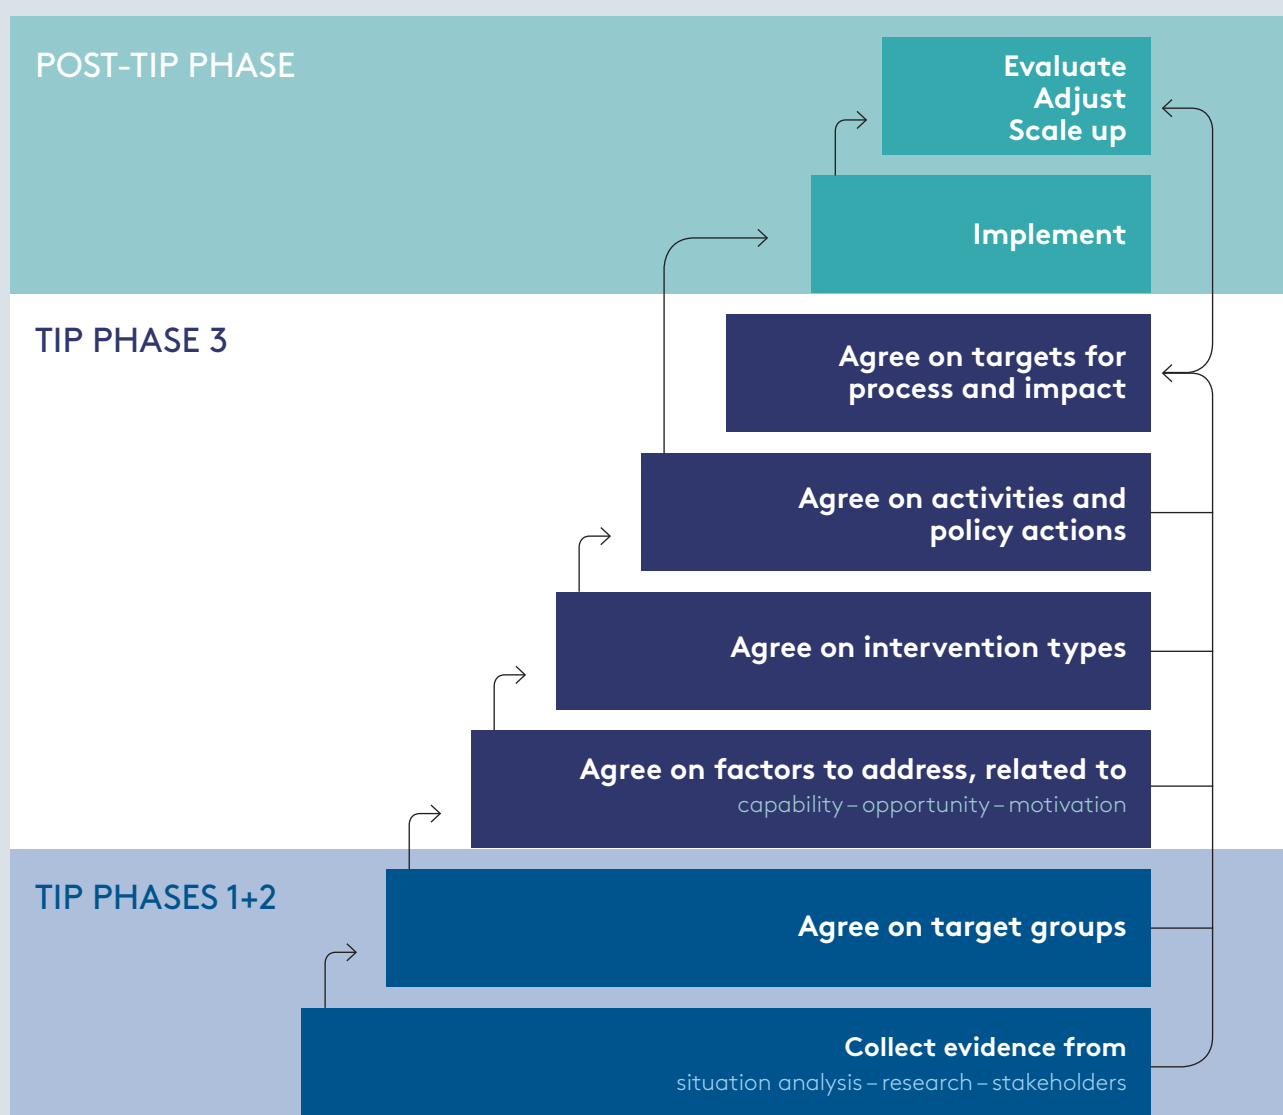 POST-TIP PHASE
Evaluate
Adjust
Scale up
Implement
TIP PHASE 3
Agree on targets for
process and impact
Agree on activities and
policy actions
Agree on intervention types
Agree on factors to address, related to
capability – opportunity – motivation
TIP PHASES 1+2
Agree on target groups
Collect evidence from
situation analysis – research – stakeholders